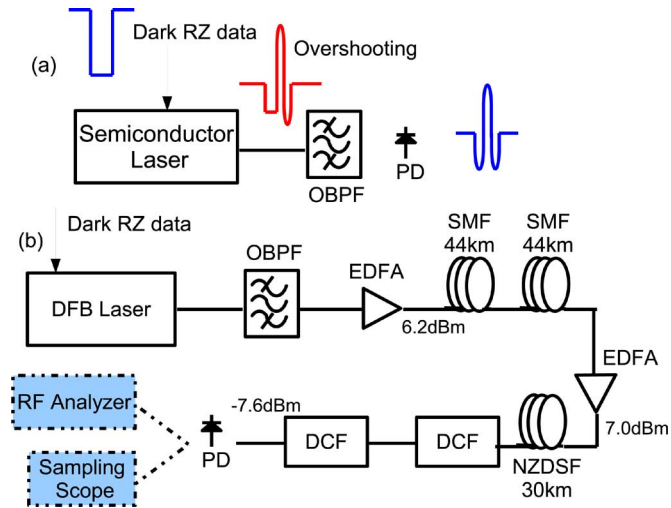 Dark RZ data
(a)
Overshooting
Semiconductor
Laser
OBPF
PD
Dark RZ data
(b)
DFB Laser
OBPF
EDFA
6.2dBm
SMF
44km
SMF
44km
EDFA
7.0dBm
NZDSF
30km
DCF
DCF
-7.6dBm
PD
RF Analyzer
Sampling
Scope